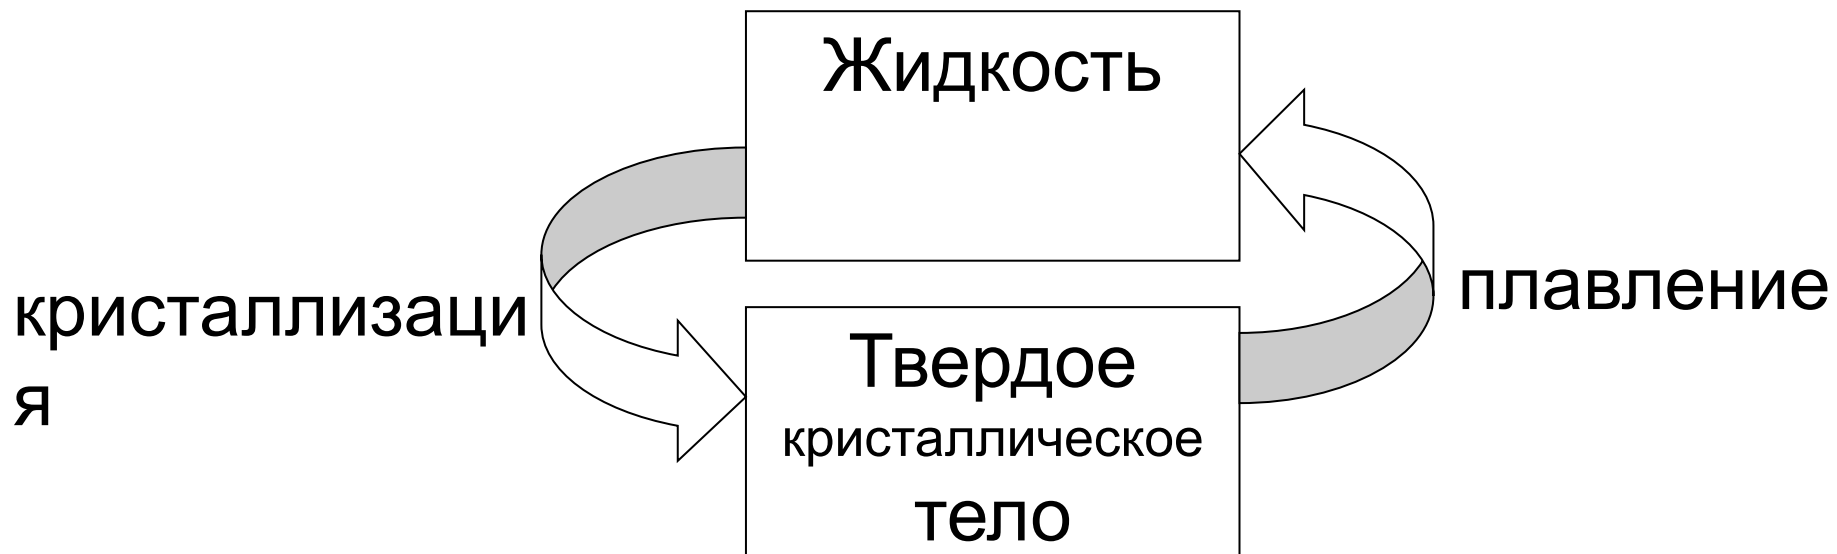 Жидкость
кристаллизаци
я
плавление
Твердое
кристаллическое
тело